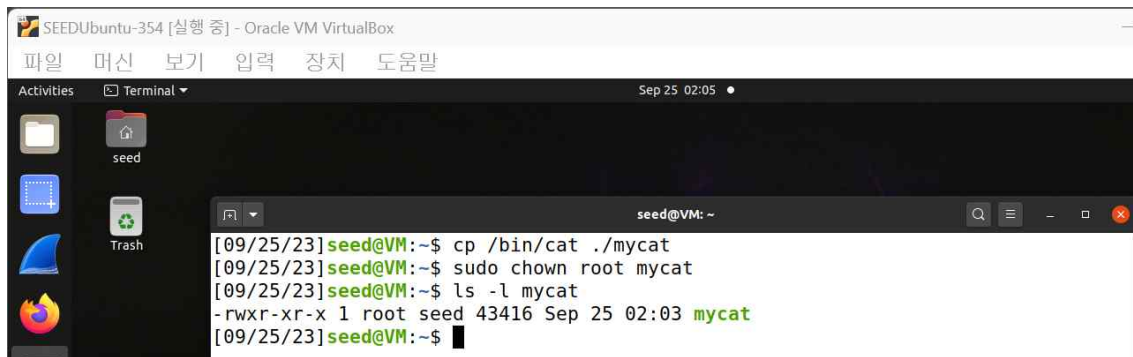 SEEDUbuntu-354 [실행 중] - Oracle VM VirtualBox
파일 머신 보기 입력 장치 도움말
Activities Terminal Sep 25 02:05
seed
Trash
seed@VM: ~
[09/25/23]seed@VM:~$ cp /bin/cat ./mycat
[09/25/23]seed@VM:~$ sudo chown root mycat
[09/25/23]seed@VM:~$ ls -l mycat
-rwxr-xr-x 1 root seed 43416 Sep 25 02:03 mycat
[09/25/23]seed@VM:~$